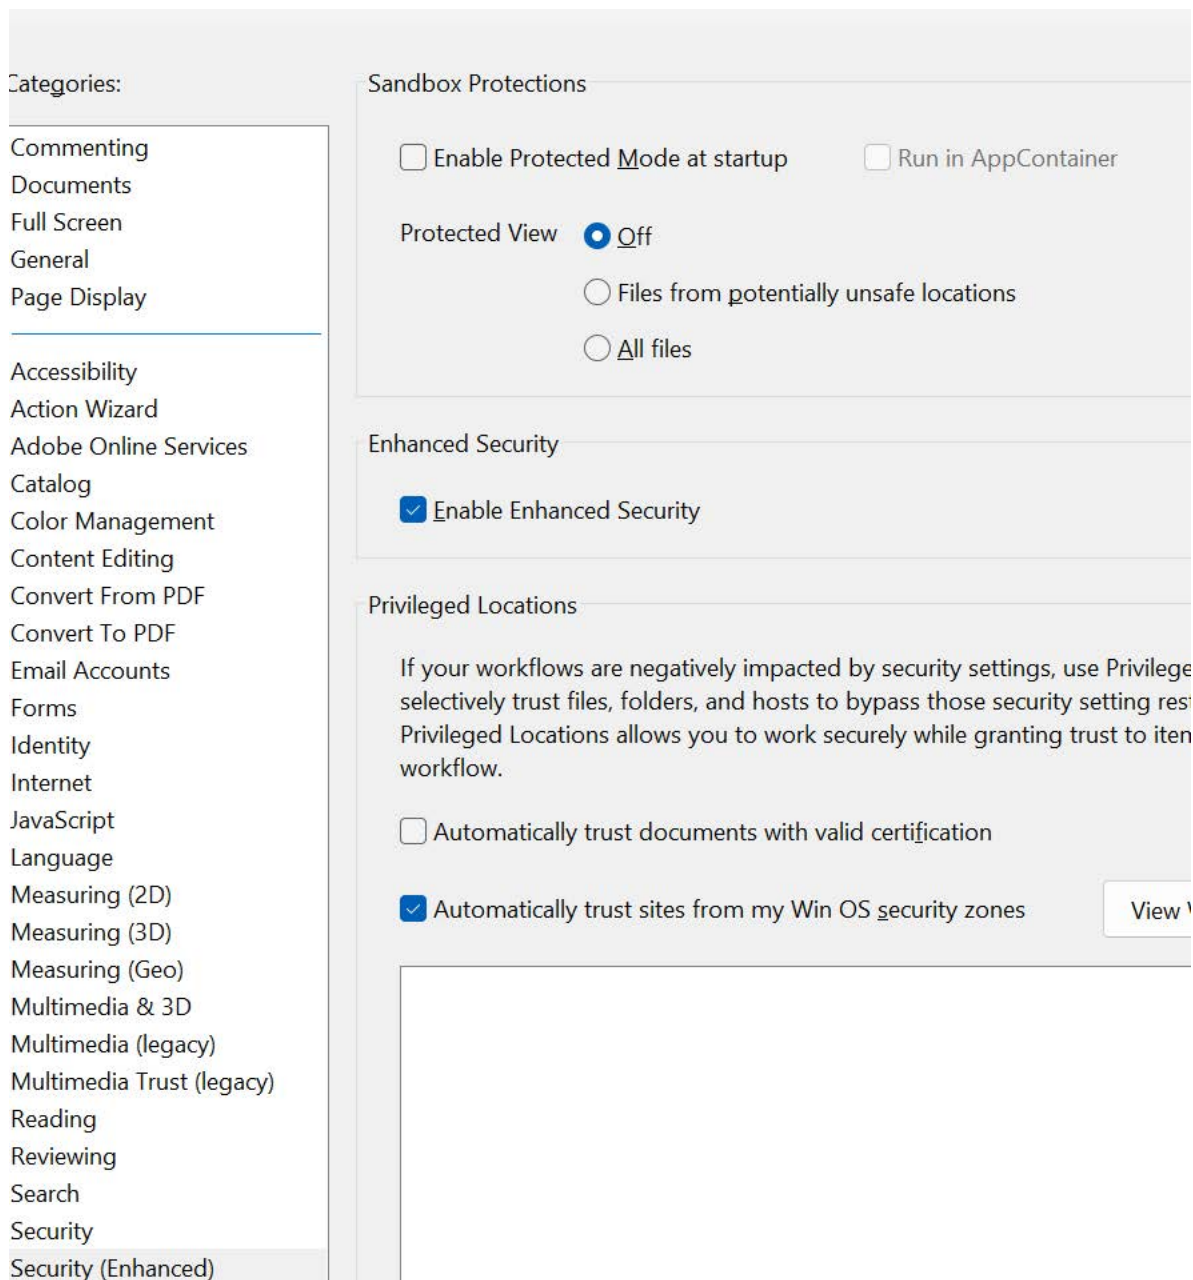 Categories:
Commenting
Documents
Full Screen
General
Page Display
Accessibility
Action Wizard
Adobe Online Services
Catalog
Color Management
Content Editing
Convert From PDF
Convert To PDF
Email Accounts
Forms
Identity
Internet
JavaScript
Language
Measuring (2D)
Measuring (3D)
Measuring (Geo)
Multimedia & 3D
Multimedia (legacy)
Multimedia Trust (legacy)
Reading
Reviewing
Search
Security
Security (Enhanced)
Sandbox Protections
Enable Protected Mode at startup
Run in AppContainer
Protected View
Off
Files from potentially unsafe locations
All files
Enhanced Security
Enable Enhanced Security
Privileged Locations
If your workflows are negatively impacted by security settings, use
selectively trust files, folders, and hosts to bypass those security setting
Privileged Locations allows you to work securely while granting trust to
workflow.
Automatically trust documents with valid certification
Automatically trust sites from my Win OS security zones
View